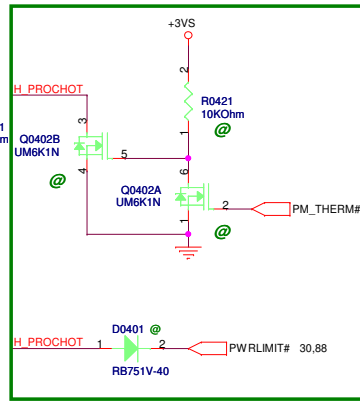 +3VS
2
H_PROCHOT
R0421
10KOhm
1
3
1
@
m
Q0402B
UM6K1N
5
4
6
@
Q0402A
UM6K1N
2
PM_THERM#
1
@
D0401 @
H_PROCHOT
1
2
PWRLIMIT# 30,88
RB751V-40